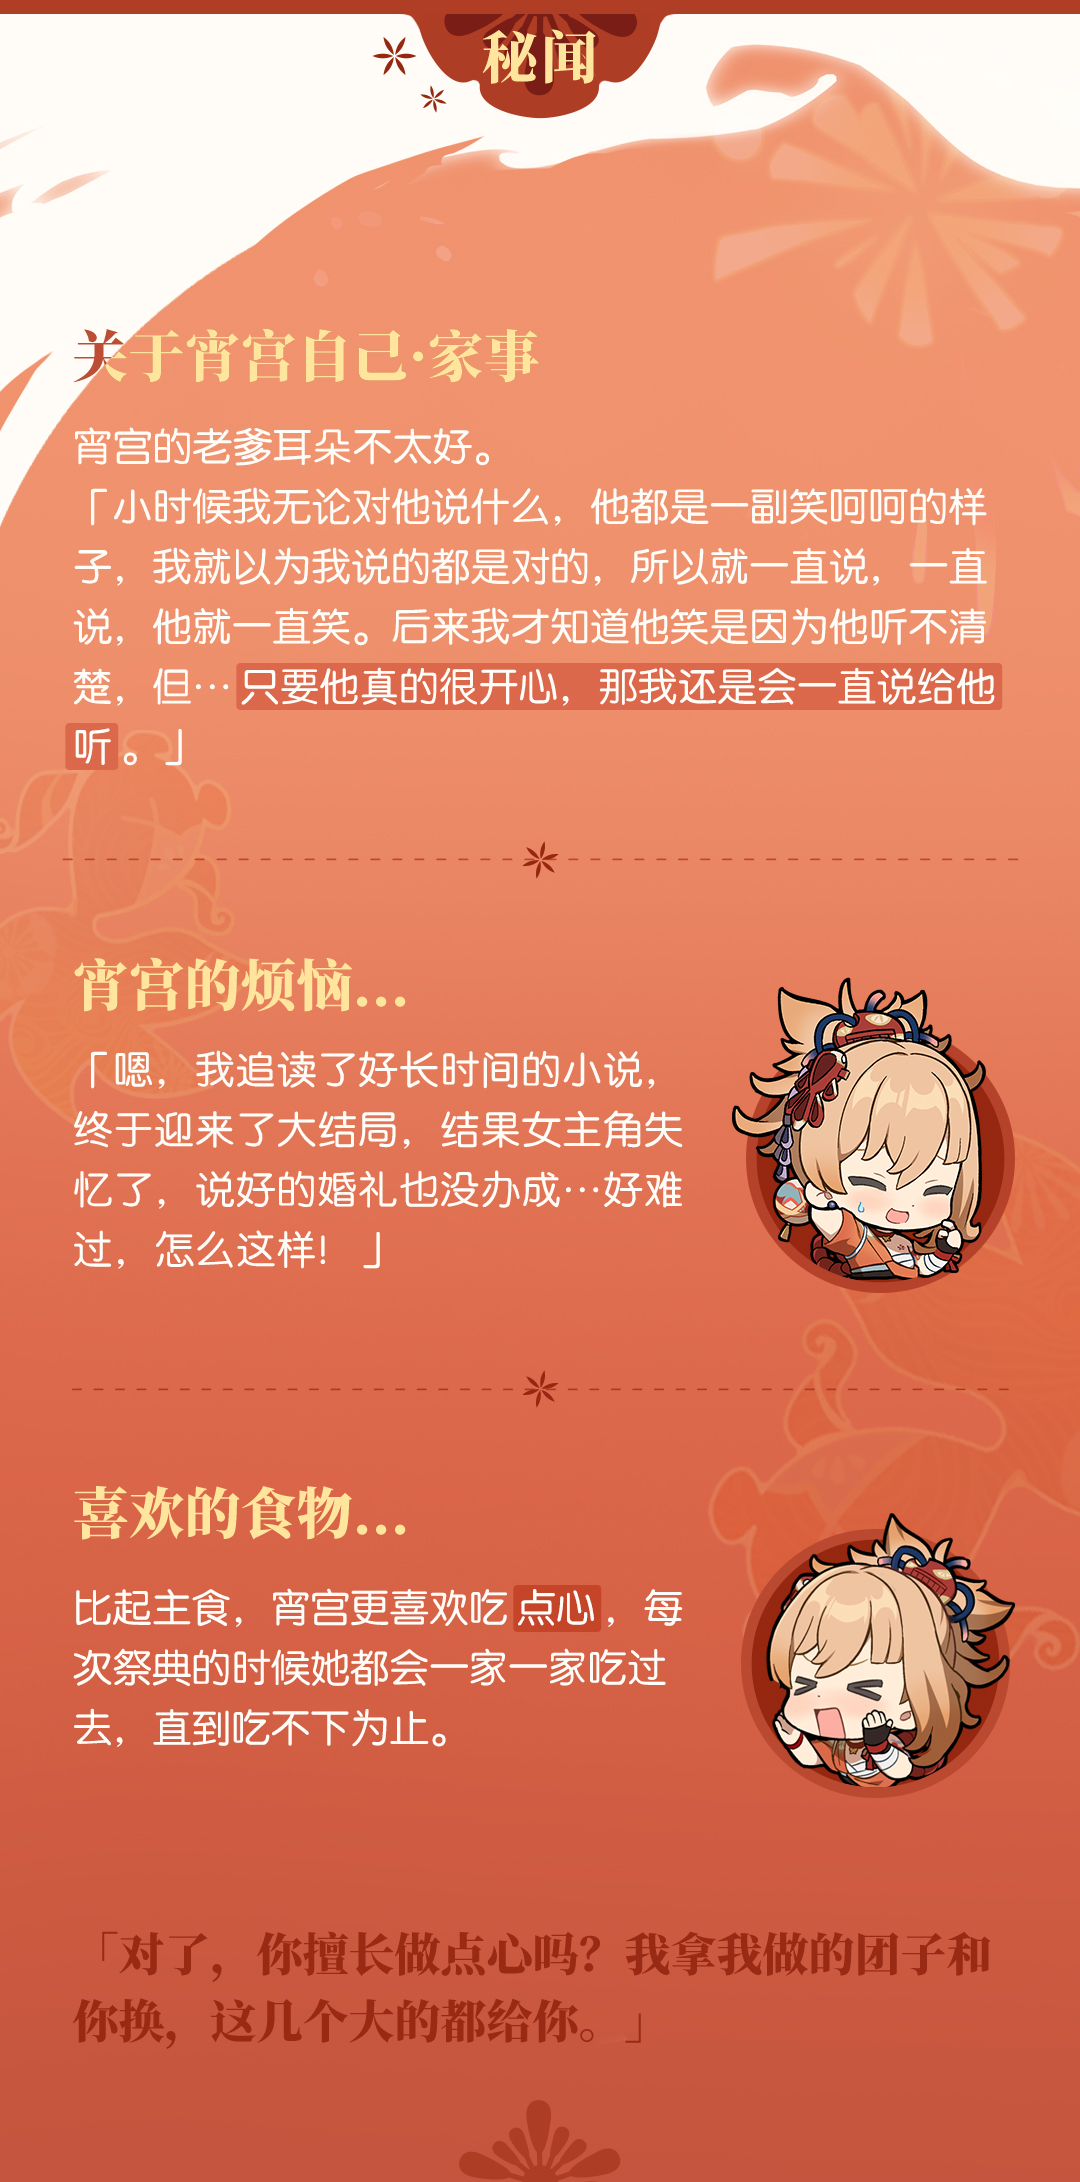 秘闻
关于宵宫自己·家事
宵宫的老爹耳朵不太好。
「小时候我无论对他说什么，他都是一副笑呵呵的样
子，我就以为我说的都是对的，所以就一直说，一直
说，他就一直笑。后来我才知道他笑是因为他听不清
楚，但…只要他真的很开心，那我还是会一直说给他
听。」
宵宫的烦恼...
「嗯，我追读了好长时间的小说，
终于迎来了大结局，结果女主角失
忆了，说好的婚礼也没办成…好难
过，怎么这样！」
喜欢的食物...
比起主食，宵宫更喜欢吃点心，每
次祭典的时候她都会一家一家吃过
去，直到吃不下为止。
「对了，你擅长做点心吗？我拿我做的团子和
你换，这几个大的都给你。」